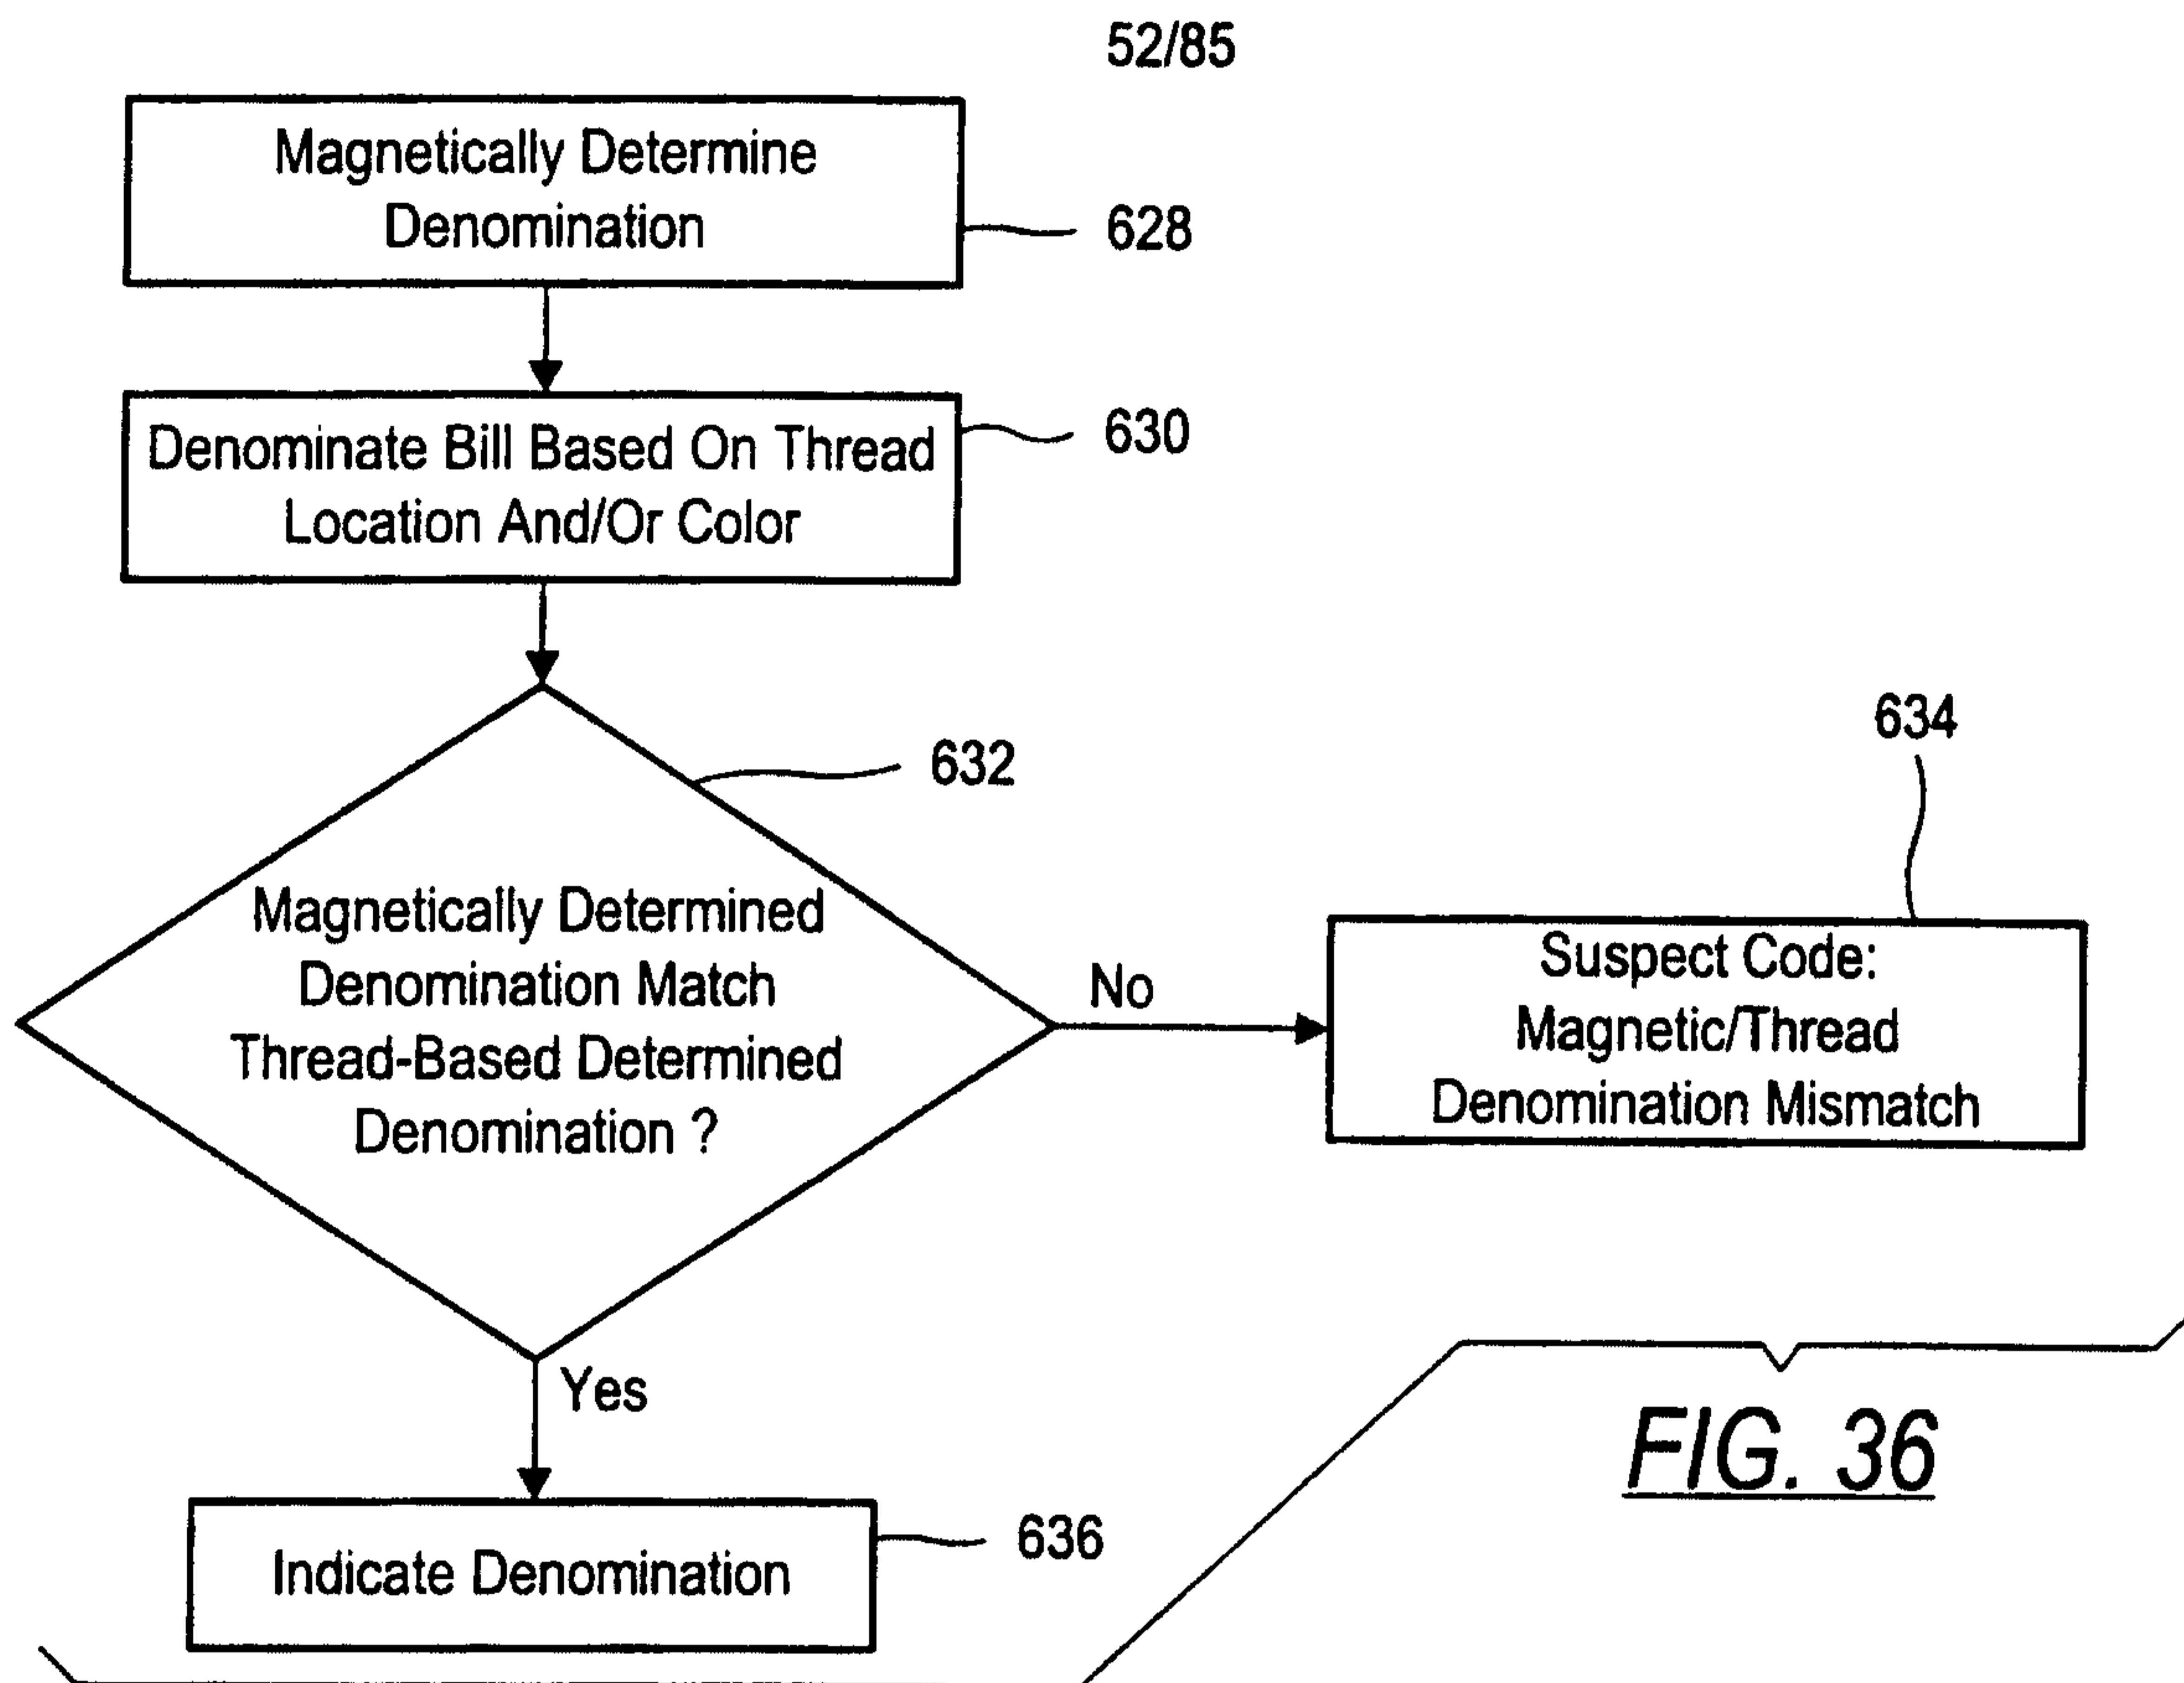 52/85
Magnetically Determine
Denomination
628
Denominate Bill Based On Thread
Location And/Or Color
630
632
Magnetically Determined
Denomination Match
Thread-Based Determined
Denomination ?
No
634
Suspect Code:
Magnetic/Thread
Denomination Mismatch
Yes
Indicate Denomination
636
FIG. 36